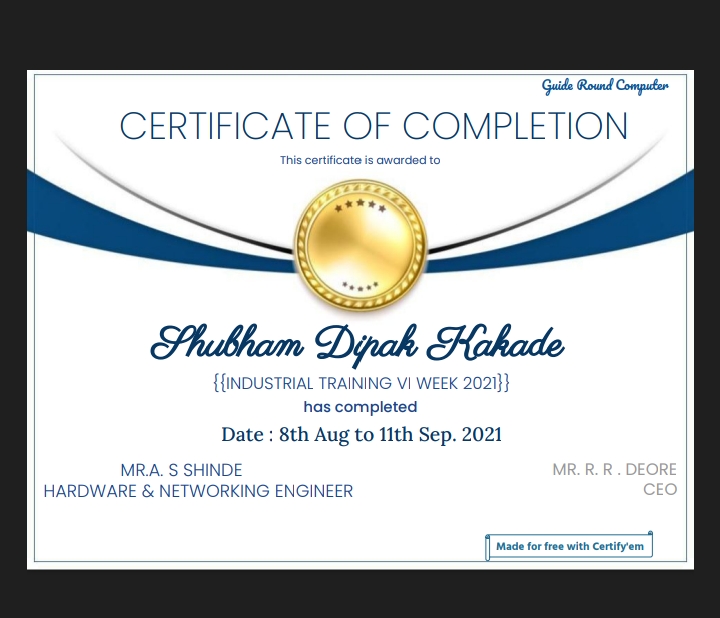 Guide Round Computer
CERTIFICATE OF COMPLETION
This certificate is awarded to
Shubham Dipak Kakade
{{INDUSTRIAL TRAINING VI WEEK 2021}}
has completed
Date : 8th Aug to 11th Sep. 2021
MR.A. S SHINDE
HARDWARE & NETWORKING ENGINEER
MR. R. R . DEORE
CEO
Made for free with Certify'em